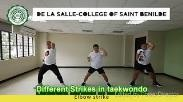 DE LA SALLE-COLLEGE OF SAINT BENILDE
Different Strikes in taekwondo
Elbow strike